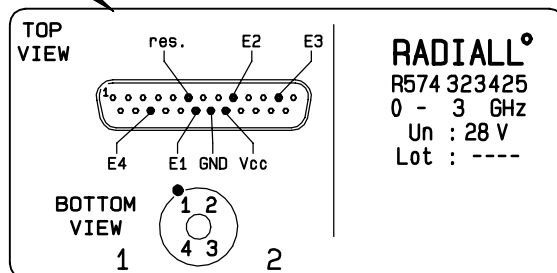 TOP
VIEW
res. E2 E3
1
E4 E1 GND Vcc
BOTTOM
VIEW
1 2
4 3
1 2
RADIALL°
R574 323425
0 - 3 GHz
Un : 28 V
Lot : ----